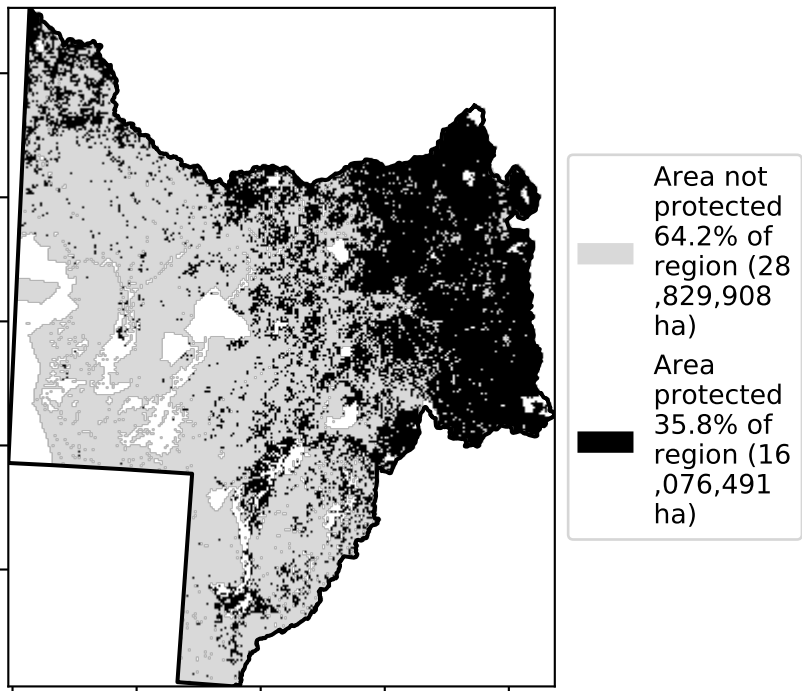 Area not
protected
64.2% of
region (28
,829,908
ha)
Area
protected
35.8% of
region (16
,076,491
ha)